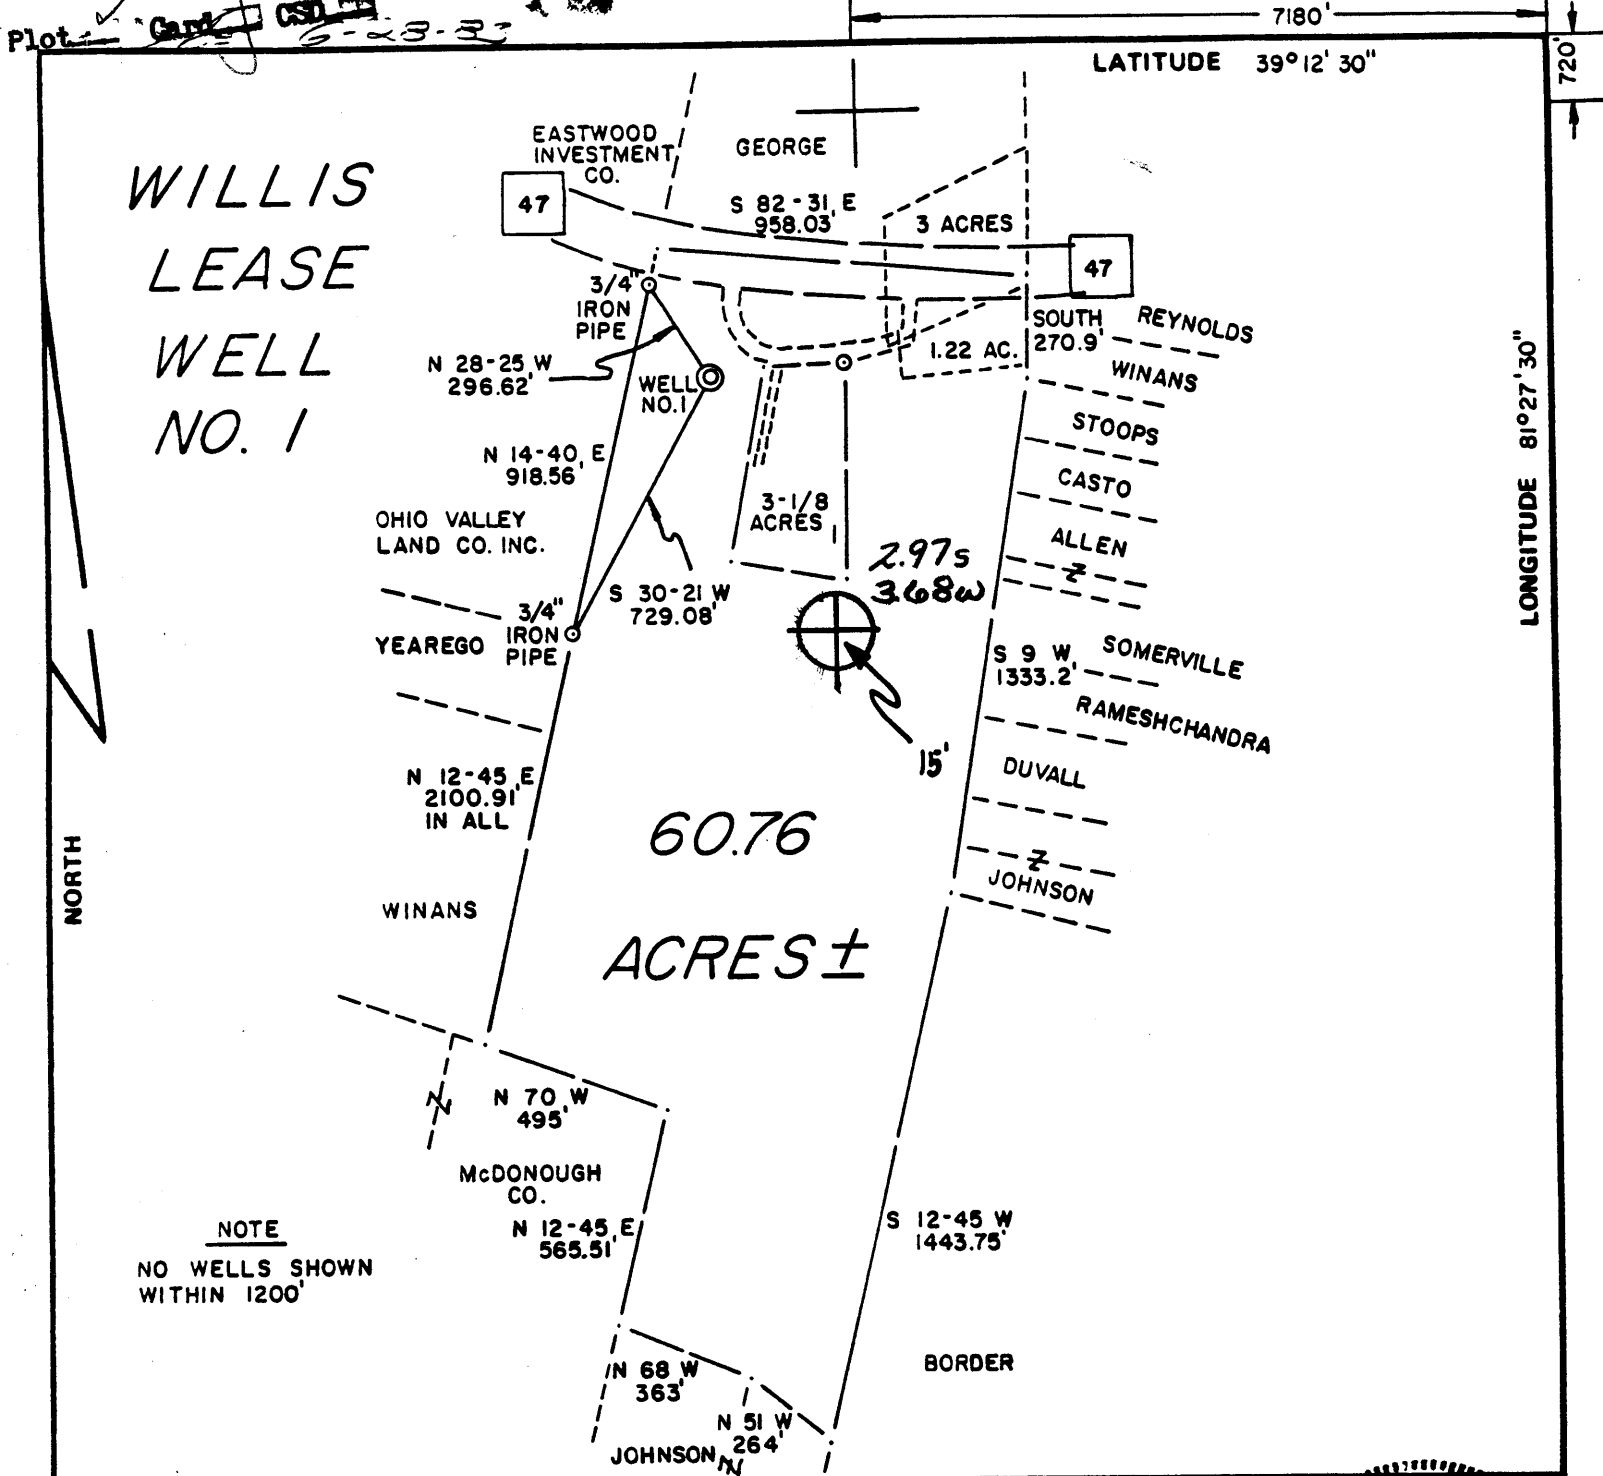 Plot Card CSD
7180'
720'
LATITUDE 39°12'30"
LONGITUDE 81°27'30"
WILLIS
LEASE
WELL
NO. 1
EASTWOOD
INVESTMENT
CO.
GEORGE
47
S 82-31 E
958.03'
3 ACRES
47
3/4"
IRON
PIPE
SOUTH
270.9'
REYNOLDS
1.22 AC.
N 28-25 W
296.62'
WELL
NO.1
WINANS
STOOPS
N 14-40 E
918.56'
CASTO
3-1/8
ACRES
OHIO VALLEY
LAND CO. INC.
ALLEN
Z
2.97s
3.68w
S 30-21 W
729.08'
3/4"
IRON
PIPE
YEAREGO
S 9 W
1333.2'
SOMERVILLE
RAMESHCHANDRA
15'
DUVALL
N 12-45 E
2100.91'
IN ALL
60.76
ACRES ±
Z
JOHNSON
NORTH
WINANS
N 70 W
495'
Z
McDONOUGH
CO.
N 12-45 E
565.51'
S 12-45 W
1443.75'
NOTE
NO WELLS SHOWN
WITHIN 1200'
BORDER
N 68 W
363'
N 51 W
264'
JOHNSON